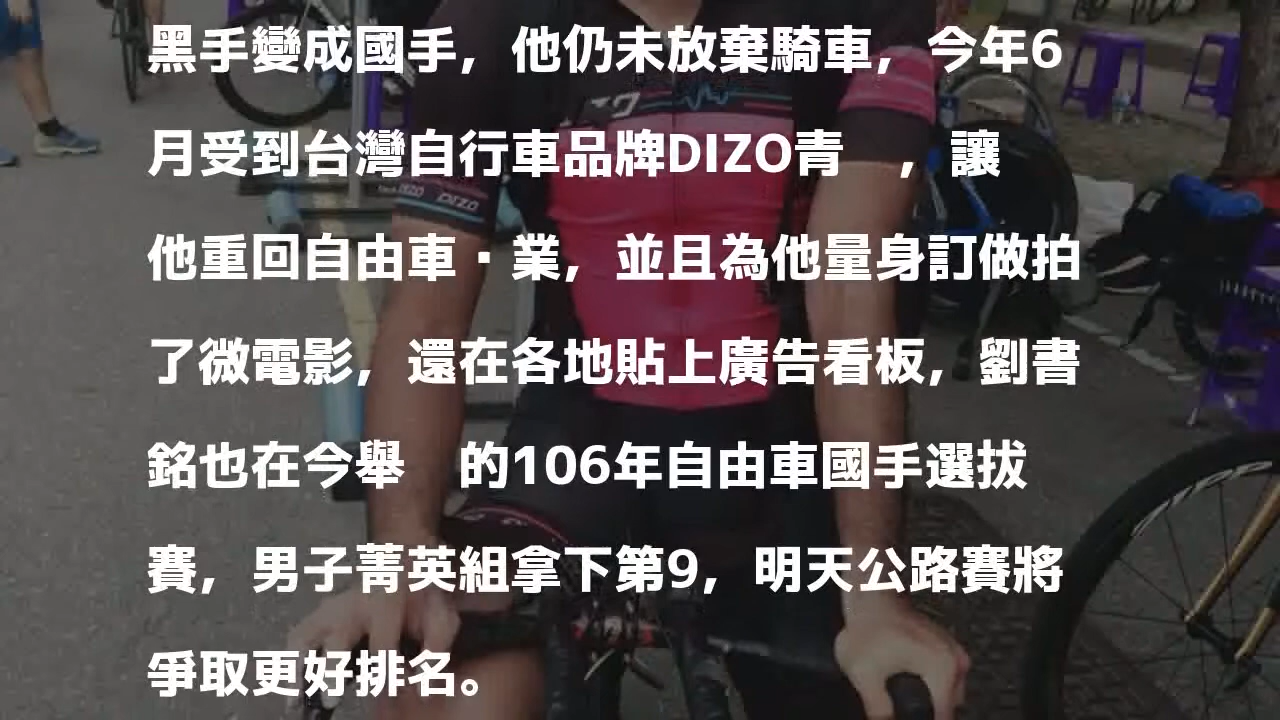 黑手變成國手，他仍未放棄騎車，今年6
月受到台灣自行車品牌DIZO青　，讓
他重回自由車·業，並且為他量身訂做拍
了微電影，還在各地貼上廣告看板，劉書
銘也在今舉　的106年自由車國手選拔
賽，男子菁英組拿下第9，明天公路賽將
爭取更好排名。
DIZO